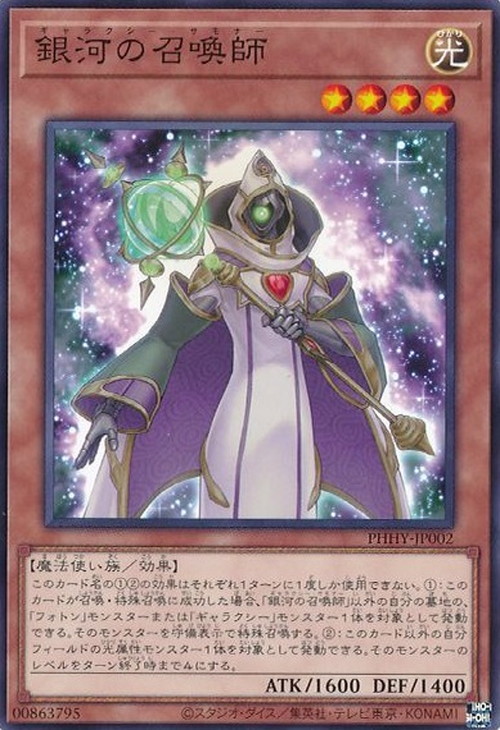 ギャラクシー サモナー
銀河の召喚師
ひかり
光
PHHY-JP002
【魔法使い族／効果】
このカード名の①②の効果はそれぞれ１ターンに１度しか使用できない。①：この
カードが召喚・特殊召喚に成功した場合、「銀河の召喚師」以外の自分の墓地の、
「フォトン」モンスターまたは「ギャラクシー」モンスター１体を対象として発動
できる。そのモンスターを守備表示で特殊召喚する。②：このカード以外の自分
フィールドの光属性モンスター１体を対象として発動できる。そのモンスターの
レベルをターン終了時まで４にする。
ATK/1600 DEF/1400
00863795
©スタジオ・ダイス／集英社・テレビ東京・KONAMI